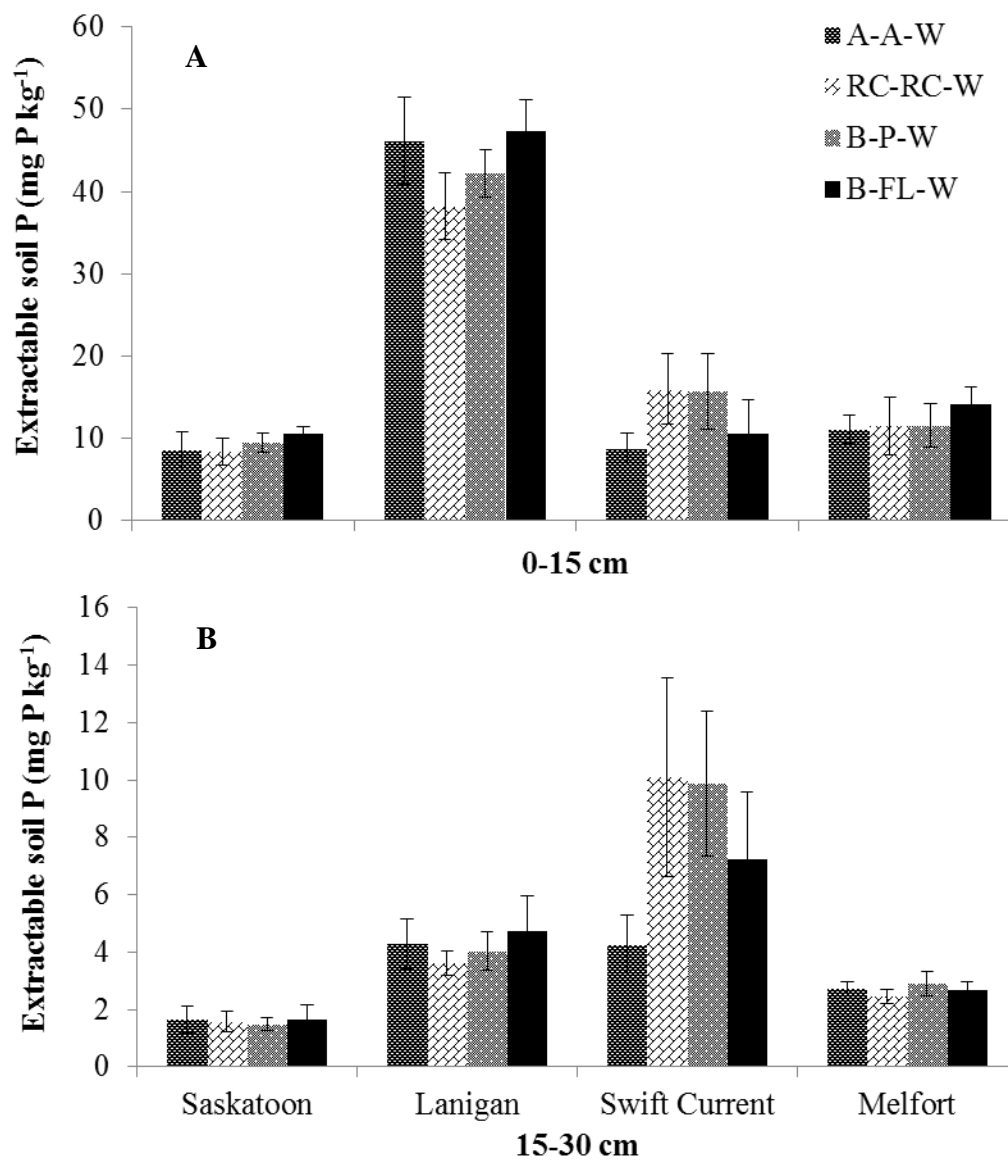 A
Extractable soil P (mg P kg⁻¹)
60
50
40
30
20
10
0
A-A-W
RC-RC-W
B-P-W
B-FL-W
0-15 cm
B
Extractable soil P (mg P kg⁻¹)
16
14
12
10
8
6
4
2
0
Saskatoon Lanigan Swift Current Melfort
15-30 cm